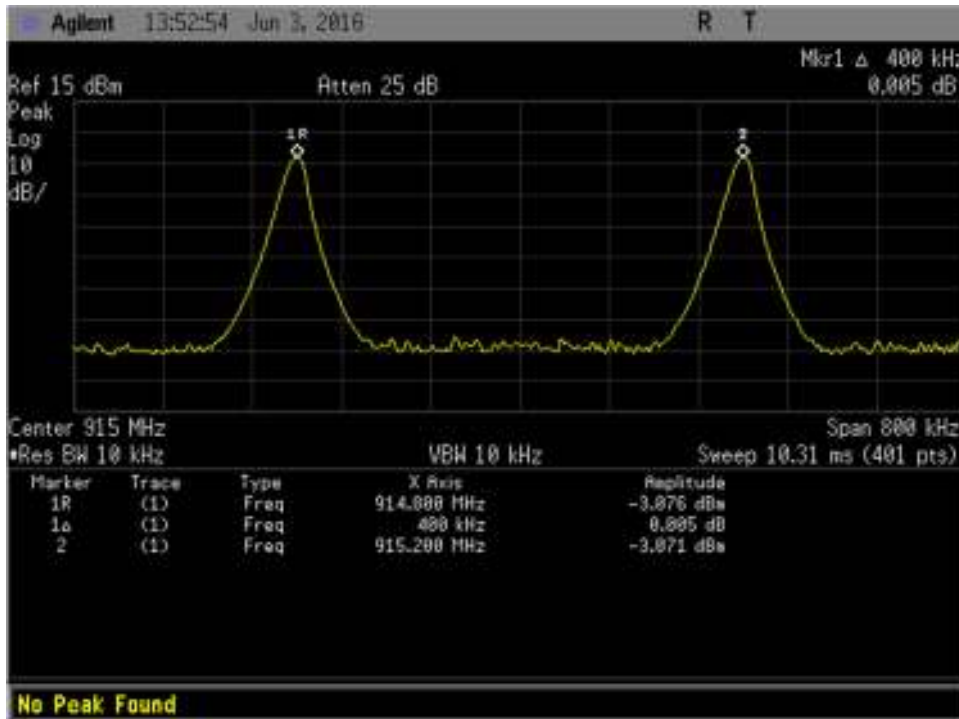 Agilent 13:52:54 Jun 3, 2016 R T
Mkr1 Δ 400 kHz
Ref 15 dBm Atten 25 dB 0.005 dB
Peak
Log
10
dB/
1R
2
Center 915 MHz Span 800 kHz
#Res BW 10 kHz VBW 10 kHz Sweep 10.31 ms (401 pts)
Marker Trace Type X Axis Amplitude
1R (1) Freq 914.800 MHz -3.076 dBm
1Δ (1) Freq 400 kHz 0.005 dB
2 (1) Freq 915.200 MHz -3.071 dBm
No Peak Found